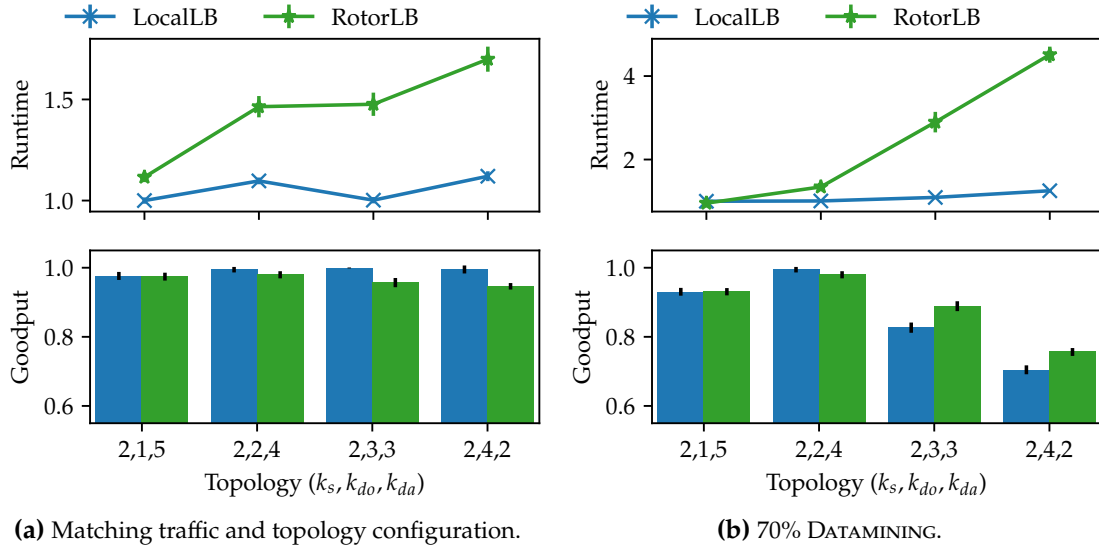 LocalLB RotorLB
Runtime
1.5
1.0
Goodput
1.0
0.8
0.6
2,1,5 2,2,4 2,3,3 2,4,2
Topology (kₛ, k_do, k_da)
(a) Matching traffic and topology configuration.
LocalLB RotorLB
Runtime
4
2
Goodput
1.0
0.8
0.6
2,1,5 2,2,4 2,3,3 2,4,2
Topology (kₛ, k_do, k_da)
(b) 70% DATAMINING.